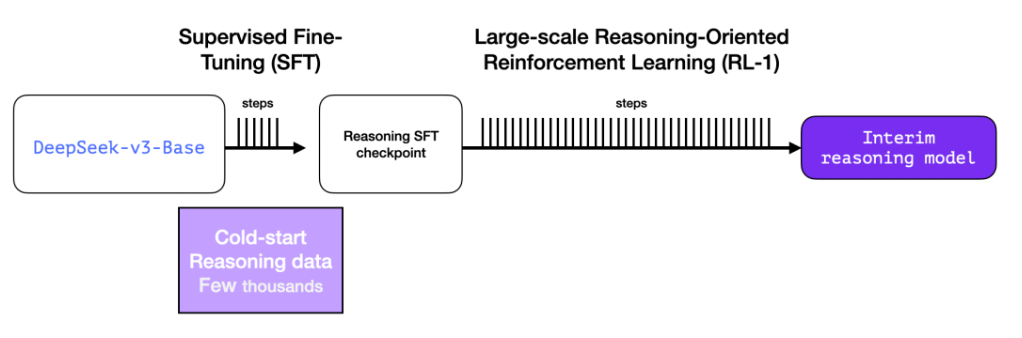 Supervised Fine-
Tuning (SFT)
Large-scale Reasoning-Oriented
Reinforcement Learning (RL-1)
steps
steps
DeepSeek-v3-Base
Reasoning SFT
checkpoint
Interim
reasoning model
Cold-start
Reasoning data
Few thousands